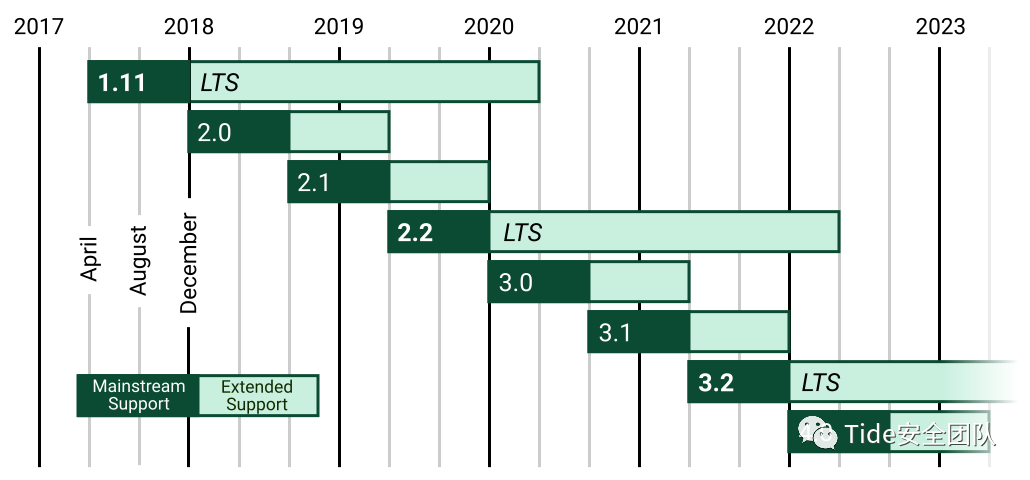 2017 2018 2019 2020 2021 2022 2023
1.11 LTS
2.0
2.1
2.2 LTS
3.0
3.1
3.2 LTS
April
August
December
Mainstream
Support
Extended
Support
Tide安全团队